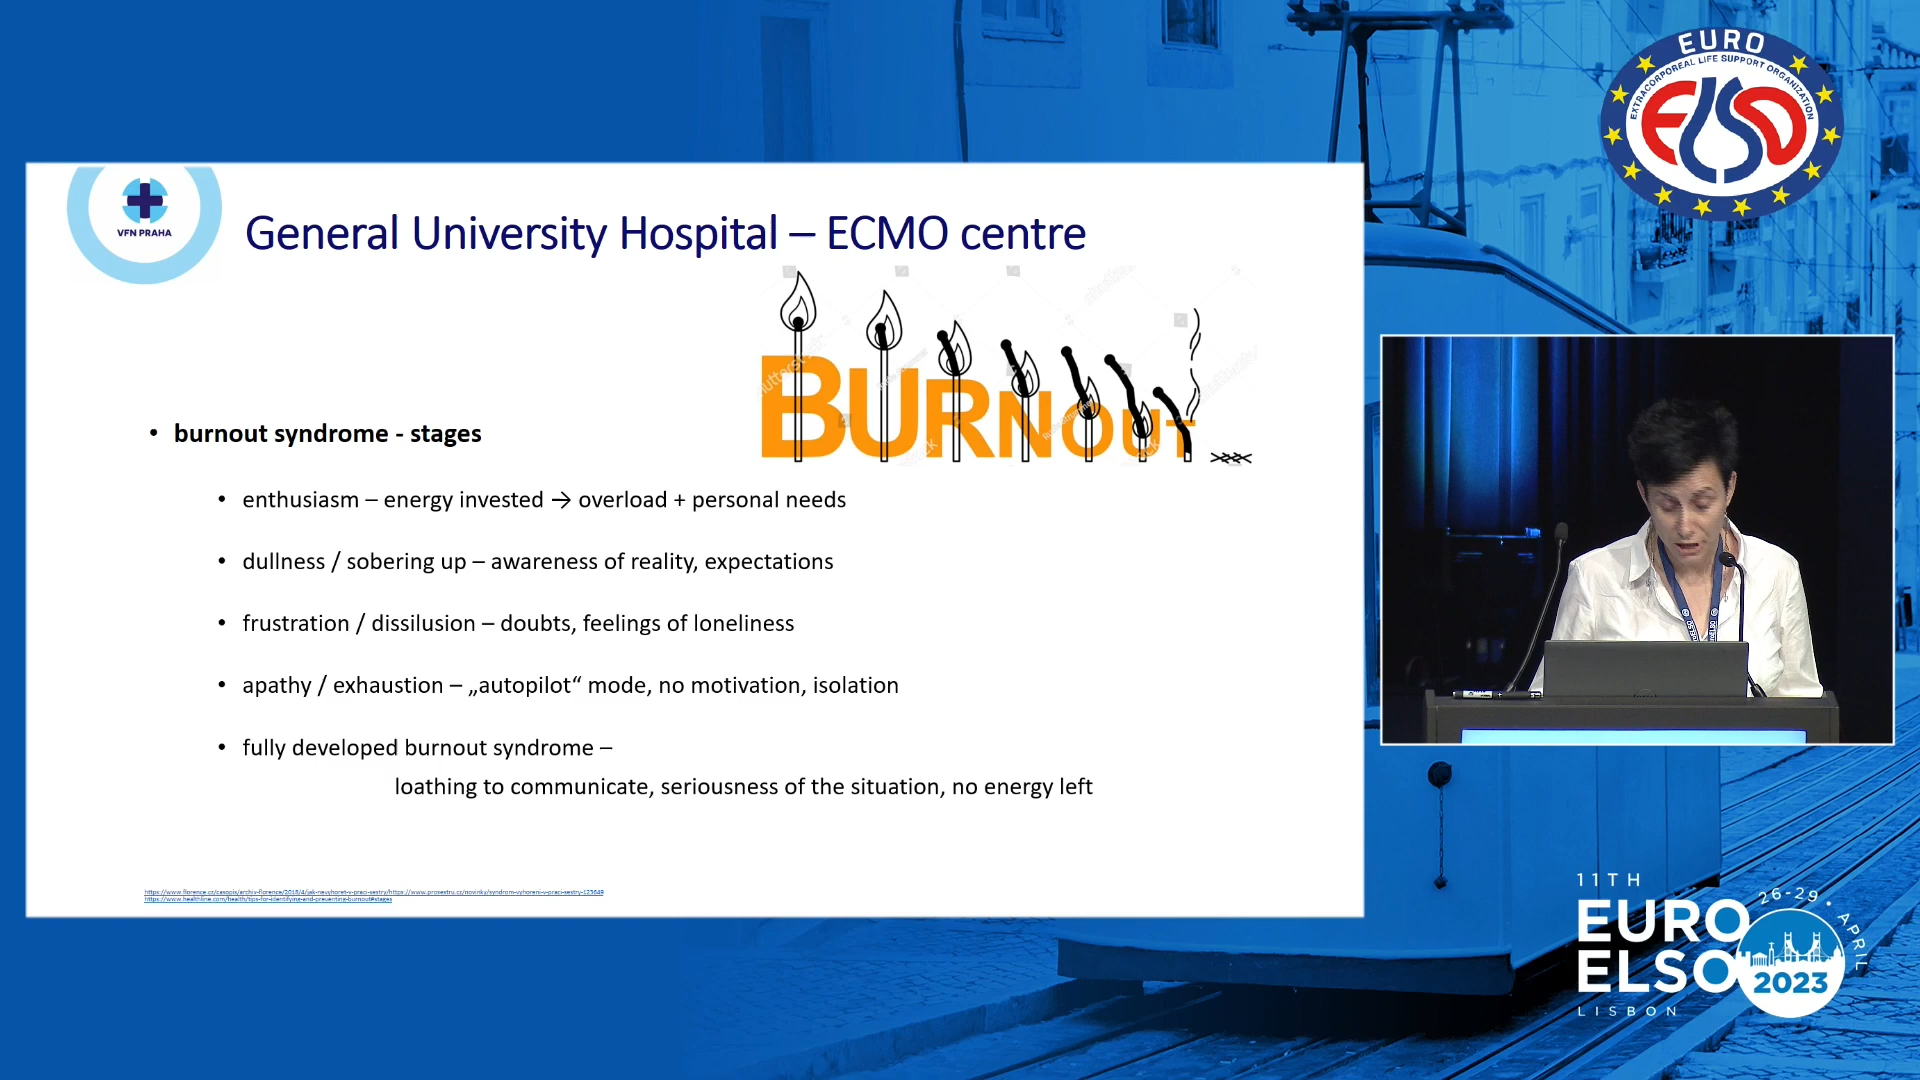 EURO
EXTRACORPOREAL LIFE SUPPORT ORGANIZATION
ELSO
VFN PRAHA
General University Hospital – ECMO centre
BURNOUT
• burnout syndrome - stages
• enthusiasm – energy invested → overload + personal needs
• dullness / sobering up – awareness of reality, expectations
• frustration / dissilusion – doubts, feelings of loneliness
• apathy / exhaustion – „autopilot“ mode, no motivation, isolation
• fully developed burnout syndrome –
loathing to communicate, seriousness of the situation, no energy left
https://www.florence.cz/casopis/archiv-florence/2018/4/jak-nevyhoret-v-praci-sestry/https://www.prosestru.cz/novinky/syndrom-vyhoreni-v-praci-sestry-123649
https://www.healthline.com/health/tips-for-identifying-and-preventing-burnout#stages
11TH
EURO
ELSO
LISBON
26-29 • APRIL
2023